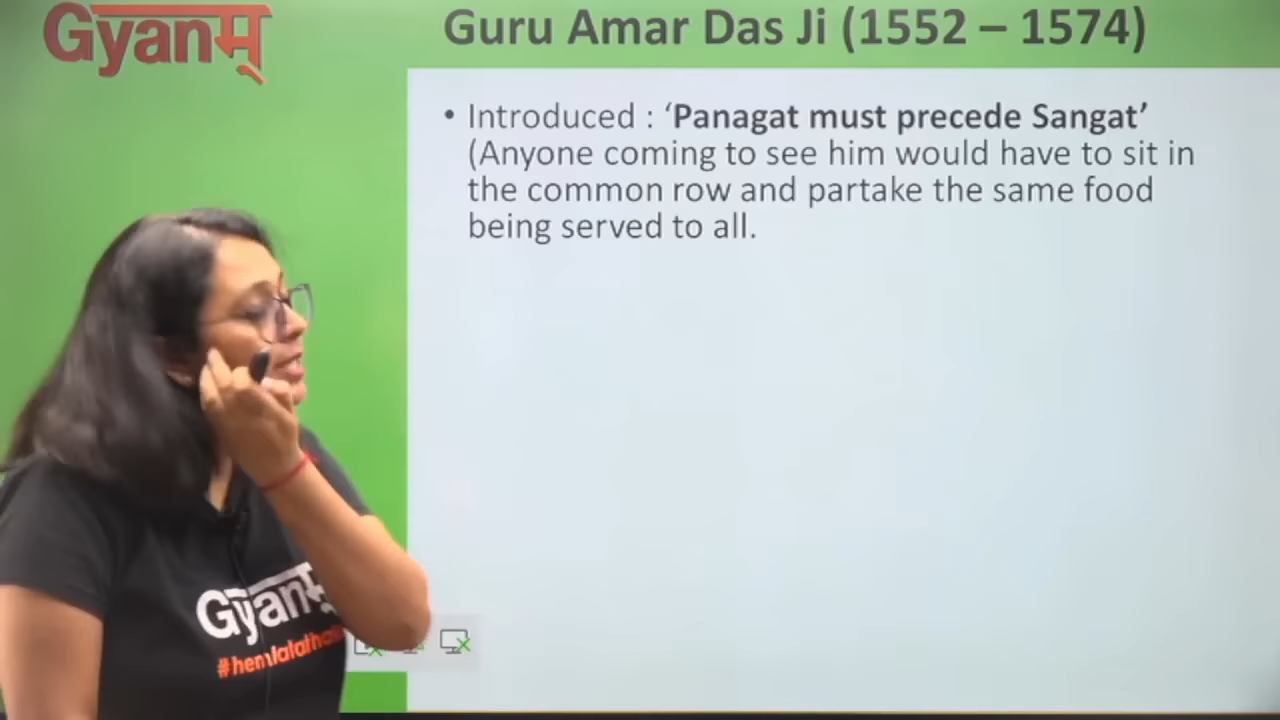 Gyanम्
Guru Amar Das Ji (1552 – 1574)
• Introduced : ‘Panagat must precede Sangat’
(Anyone coming to see him would have to sit in
the common row and partake the same food
being served to all.
Gyanम्